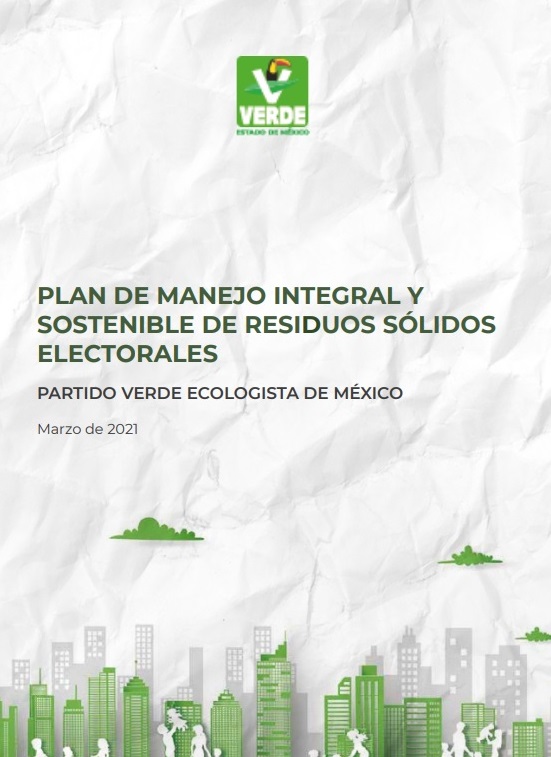 VERDE
ESTADO DE MÉXICO
PLAN DE MANEJO INTEGRAL Y
SOSTENIBLE DE RESIDUOS SÓLIDOS
ELECTORALES
PARTIDO VERDE ECOLOGISTA DE MÉXICO
Marzo de 2021